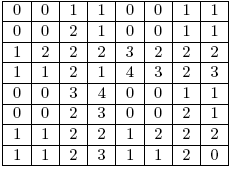 0 0 1 1 0 0 1 1
0 0 2 1 0 0 1 1
1 2 2 2 3 2 2 2
1 1 2 1 4 3 2 3
0 0 3 4 0 0 1 1
0 0 2 3 0 0 2 1
1 1 2 2 1 2 2 2
1 1 2 3 1 1 2 0